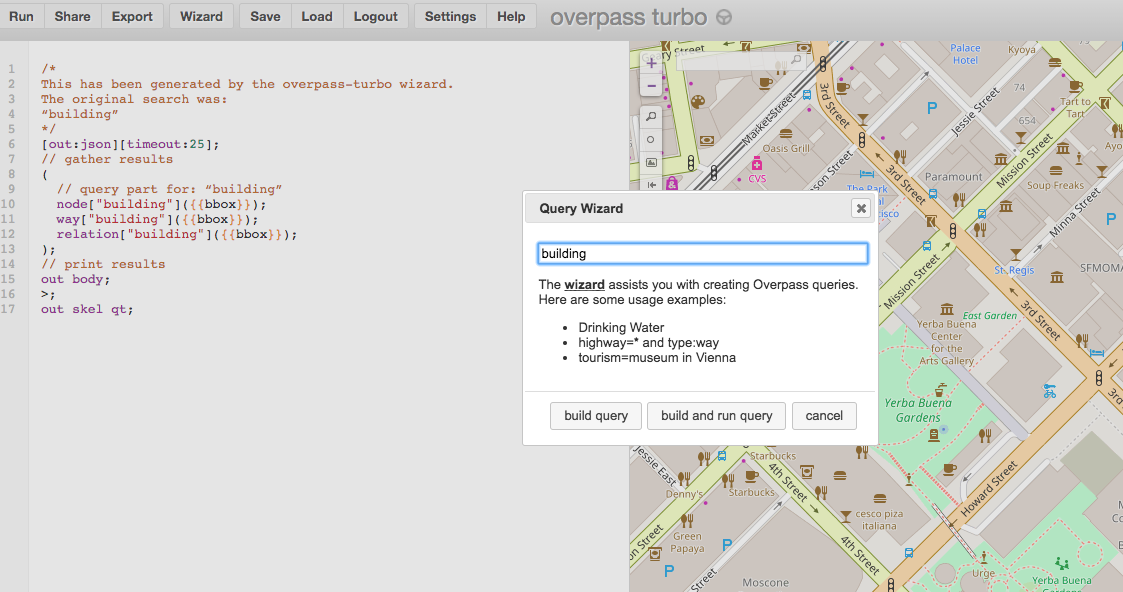 Run Share Export Wizard Save Load Logout Settings Help overpass turbo
1 /*
2 This has been generated by the overpass-turbo wizard.
3 The original search was:
4 “building”
5 */
6 [out:json][timeout:25];
7 // gather results
8 (
9 // query part for: “building”
10 node["building"]({{bbox}});
11 way["building"]({{bbox}});
12 relation["building"]({{bbox}});
13 );
14 // print results
15 out body;
16 >;
17 out skel qt;
Query Wizard
building
The wizard assists you with creating Overpass queries.
Here are some usage examples:
• Drinking Water
• highway=* and type:way
• tourism=museum in Vienna
build query build and run query cancel
Street
Palace
Hotel
Kyoya
74
654
Tart to
Tart
Market Street
3rd Street
Jessie Street
Oasis Grill
CVS
Mission Street
Ayo
Paramount
Soup Freaks
The Park
3rd Street
Minna Street
St. Regis
SFMOMA
Mission Street
East Garden
3rd Street
Yerba Buena
Center
for the
Arts Gallery
Yerba Buena
Gardens
Jessie East
Starbucks
Denny's
Starbucks
4th Street
Howard Street
cesco piza
italiana
Green
Papaya
4th Street
Urge
Moscone
Yerba Buena
Gardens